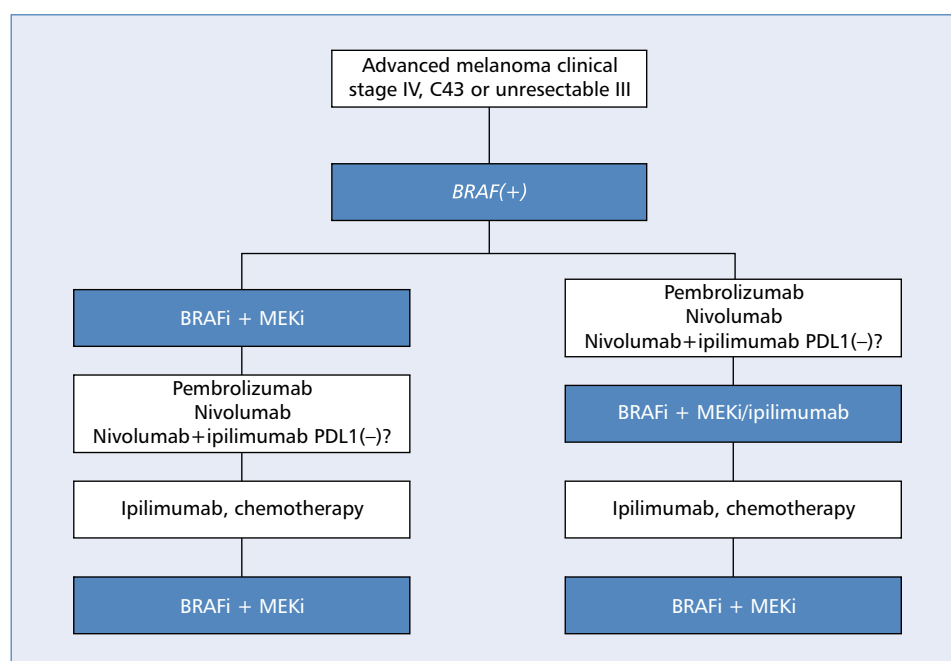 Advanced melanoma clinical
stage IV, C43 or unresectable III
BRAF(+)
BRAFi + MEKi
Pembrolizumab
Nivolumab
Nivolumab+ipilimumab PDL1(–)?
Ipilimumab, chemotherapy
BRAFi + MEKi
Pembrolizumab
Nivolumab
Nivolumab+ipilimumab PDL1(–)?
BRAFi + MEKi/ipilimumab
Ipilimumab, chemotherapy
BRAFi + MEKi